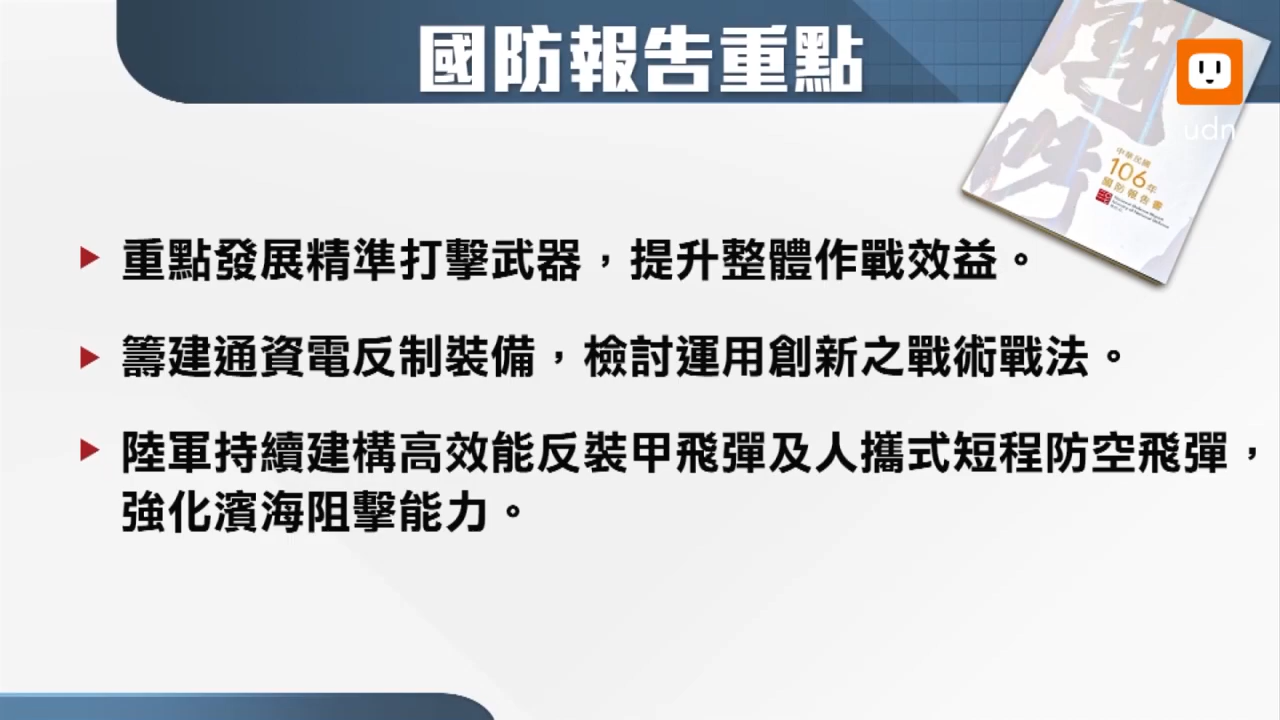 國防報告重點
udn
國防
中華民國
106年
國防報告書
重點發展精準打擊武器，提升整體作戰效益。
籌建通資電反制裝備，檢討運用創新之戰術戰法。
陸軍持續建構高效能反裝甲飛彈及人攜式短程防空飛彈，
強化濱海阻擊能力。